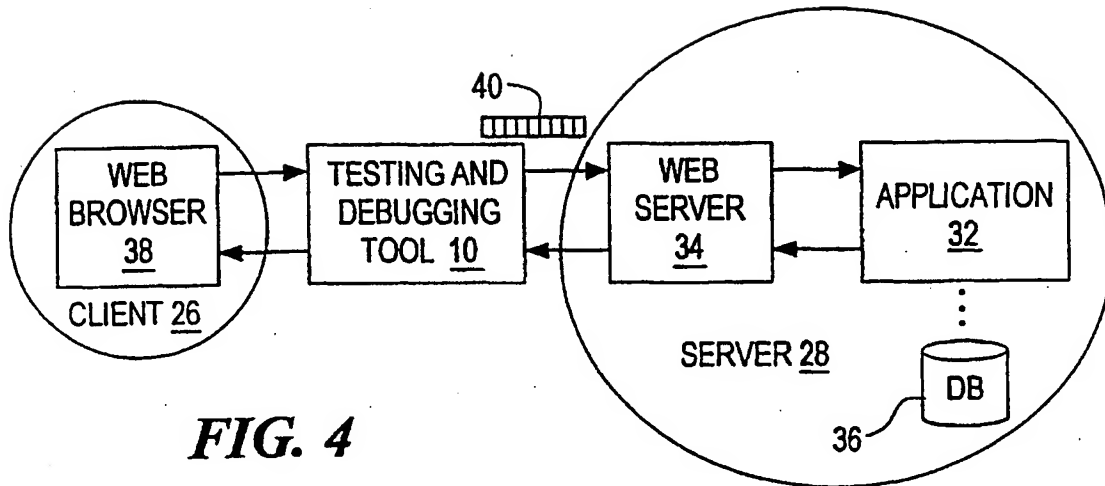 40
WEB
BROWSER
38
CLIENT 26
TESTING AND
DEBUGGING
TOOL 10
WEB
SERVER
34
APPLICATION
32
SERVER 28
DB
36
FIG. 4